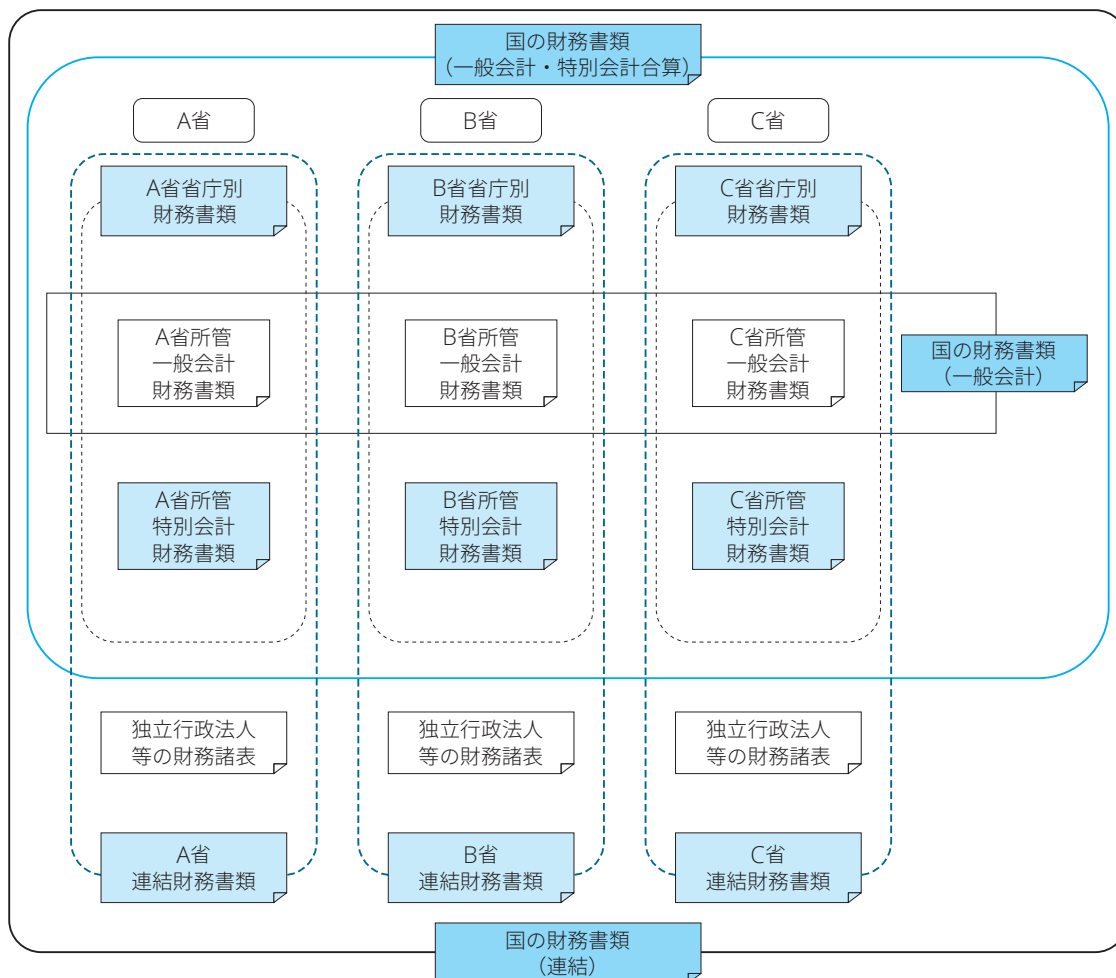 国の財務書類
（一般会計・特別会計合算）
A省
B省
C省
A省省庁別
財務書類
B省省庁別
財務書類
C省省庁別
財務書類
A省所管
一般会計
財務書類
B省所管
一般会計
財務書類
C省所管
一般会計
財務書類
国の財務書類
（一般会計）
A省所管
特別会計
財務書類
B省所管
特別会計
財務書類
C省所管
特別会計
財務書類
独立行政法人
等の財務諸表
独立行政法人
等の財務諸表
独立行政法人
等の財務諸表
A省
連結財務書類
B省
連結財務書類
C省
連結財務書類
国の財務書類
（連結）